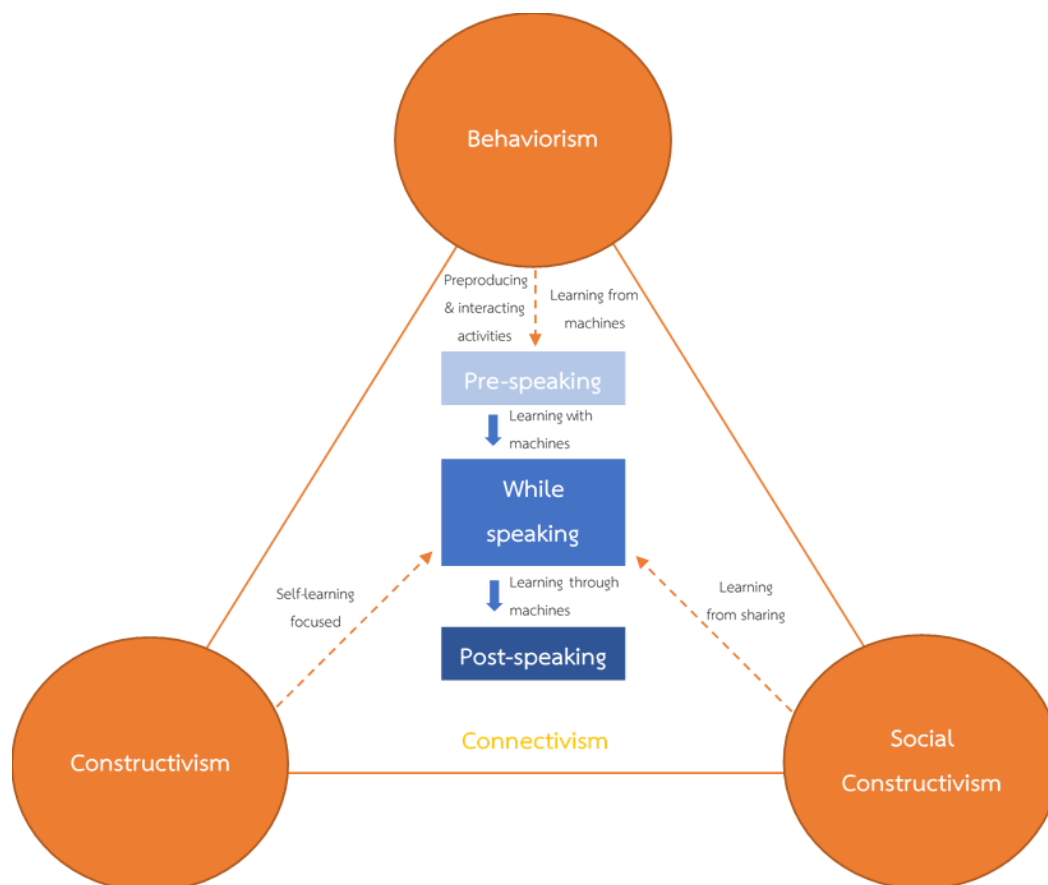 Behaviorism
Preproducing
& interacting
activities
Learning from
machines
Pre-speaking
Learning with
machines
While
speaking
Learning through
machines
Self-learning
focused
Learning
from sharing
Post-speaking
Connectivism
Constructivism
Social
Constructivism